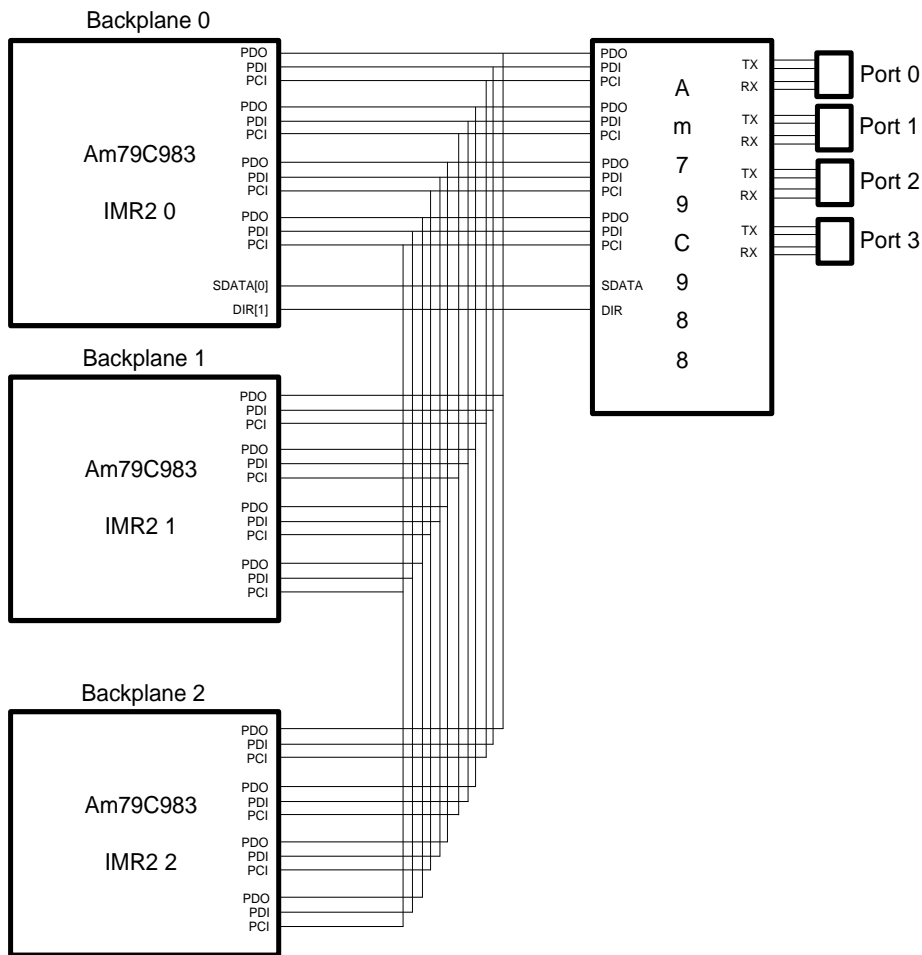 Backplane 0
PDO
PDI
PCI
PDO
PDI
PCI
PDO
PDI
PCI
PDO
PDI
PCI
SDATA[0]
DIR[1]
Am79C983
IMR2 0
PDO
PDI
PCI
PDO
PDI
PCI
PDO
PDI
PCI
PDO
PDI
PCI
SDATA
DIR
A
m
7
9
C
9
8
8
TX
RX
TX
RX
TX
RX
TX
RX
Port 0
Port 1
Port 2
Port 3
Backplane 1
PDO
PDI
PCI
PDO
PDI
PCI
PDO
PDI
PCI
PDO
PDI
PCI
Am79C983
IMR2 1
Backplane 2
PDO
PDI
PCI
PDO
PDI
PCI
PDO
PDI
PCI
PDO
PDI
PCI
Am79C983
IMR2 2